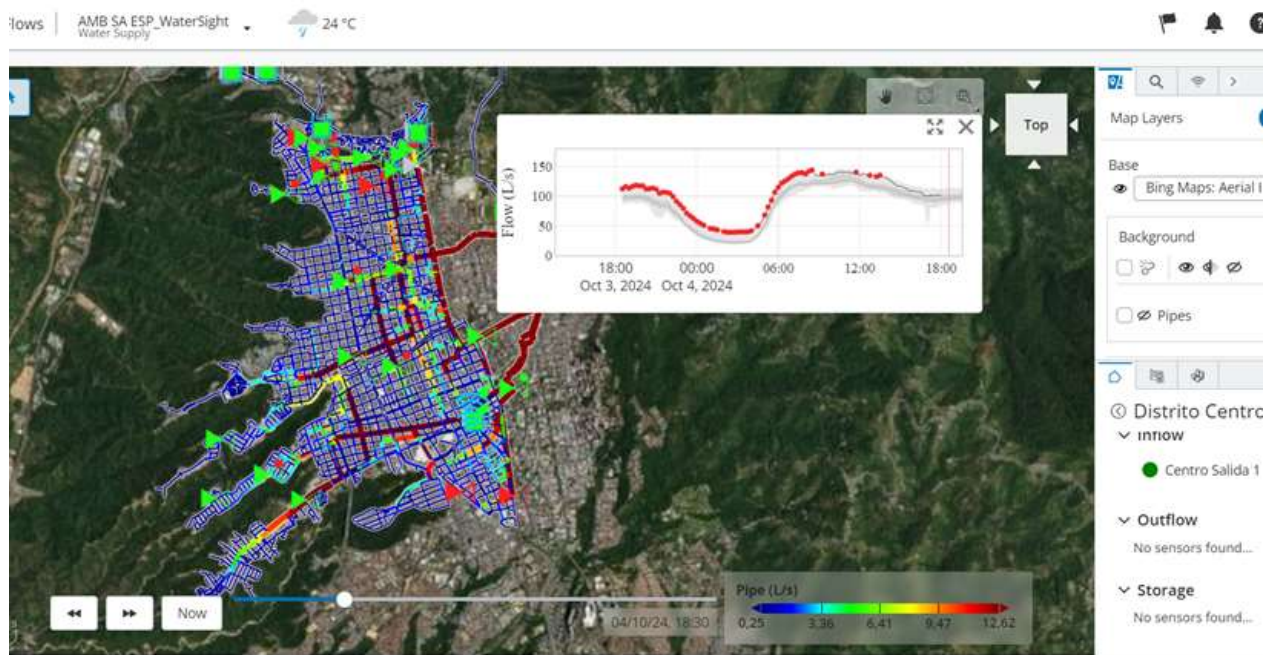 lows
AMB SA ESP_WaterSight
Water Supply
24 °C
Top
Flow (L/s)
150
100
50
0
18:00 00:00 06:00 12:00 18:00
Oct 3, 2024 Oct 4, 2024
Map Layers
Base
Bing Maps: Aerial I
Background
Pipes
Distrito Centro
Inflow
Centro Salida 1
Outflow
No sensors found...
Storage
No sensors found...
Now
04/10/24, 18:30
Pipe (L/s)
0,25 3,36 6,41 9,47 12,62